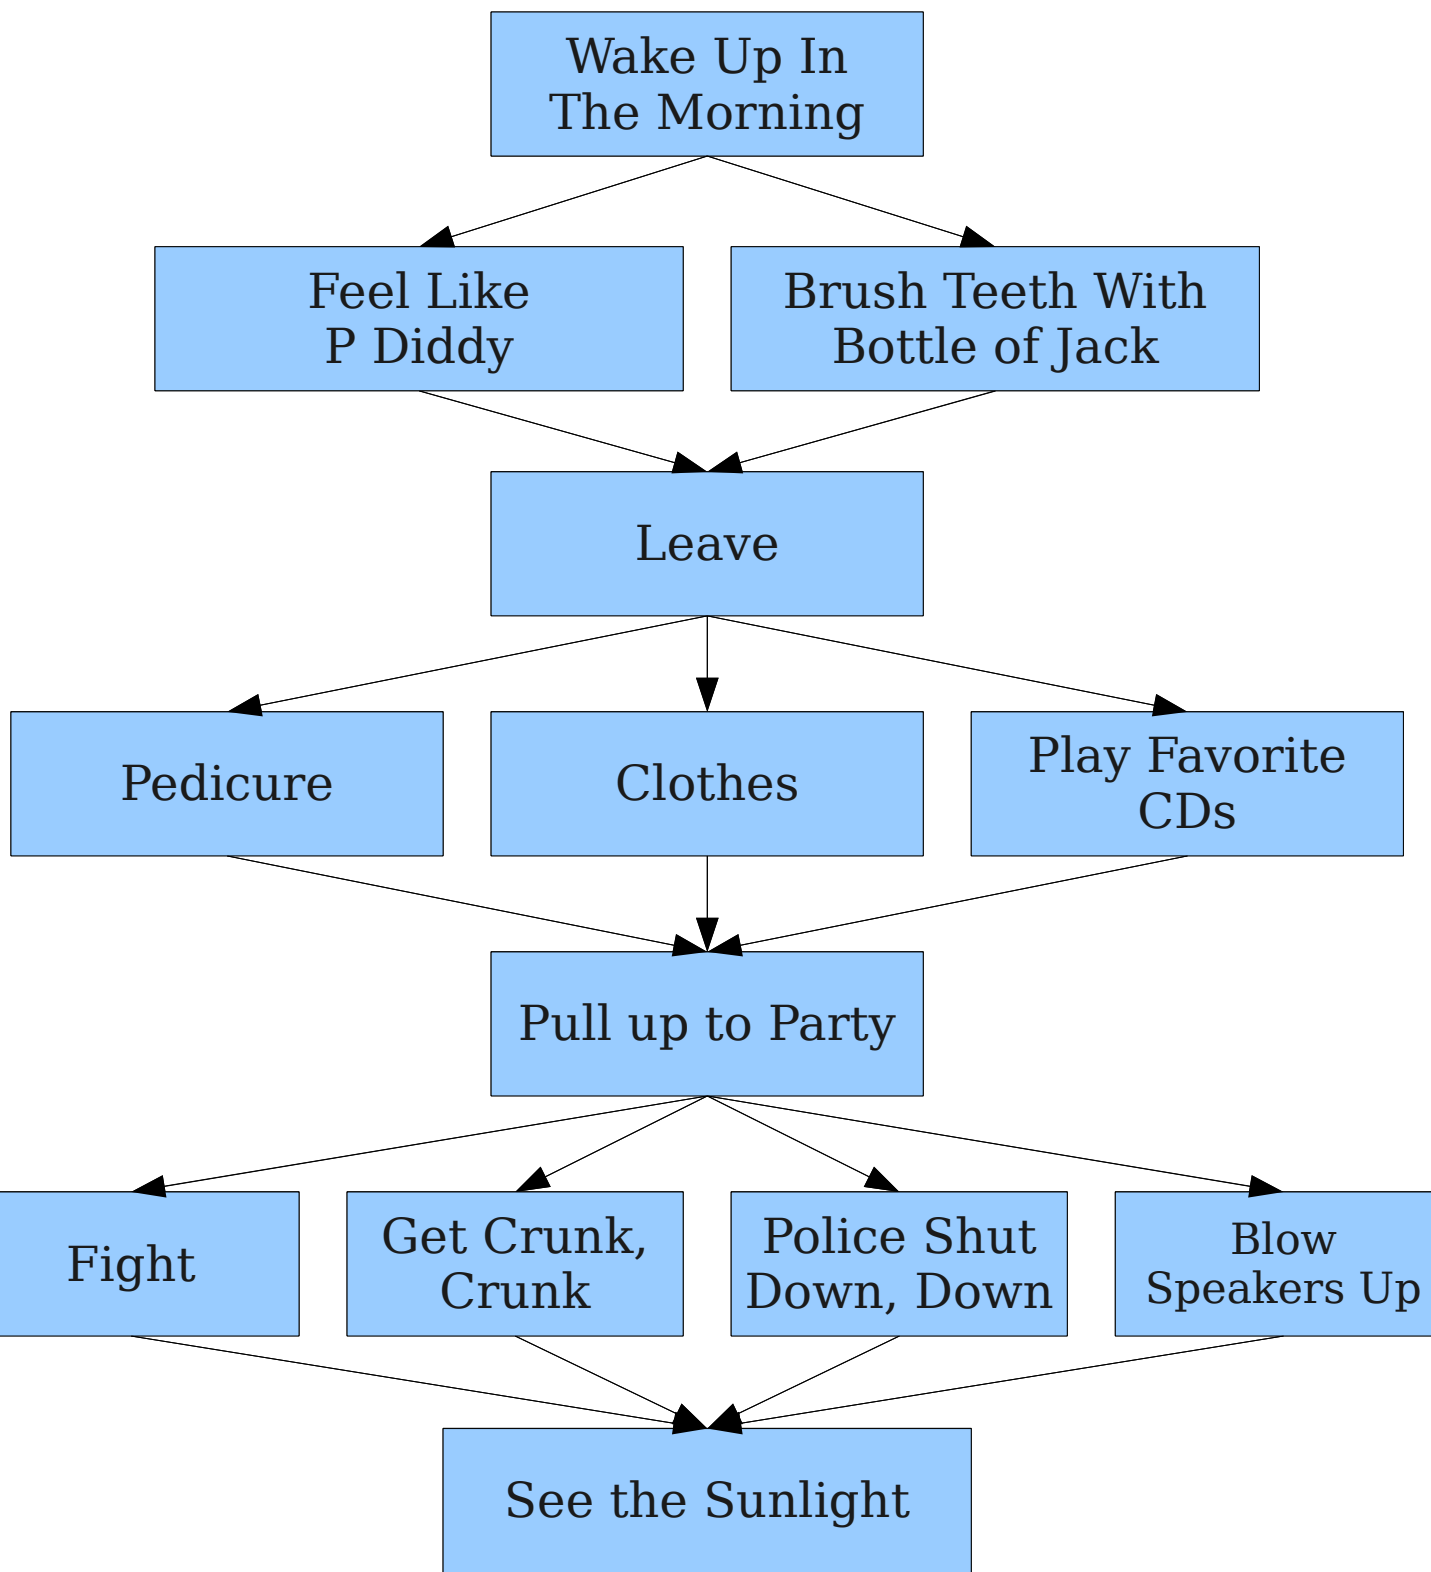 Wake Up In
The Morning
Feel Like
P Diddy
Brush Teeth With
Bottle of Jack
Leave
Pedicure
Clothes
Play Favorite
CDs
Pull up to Party
Fight
Get Crunk,
Crunk
Police Shut
Down, Down
Blow
Speakers Up
See the Sunlight